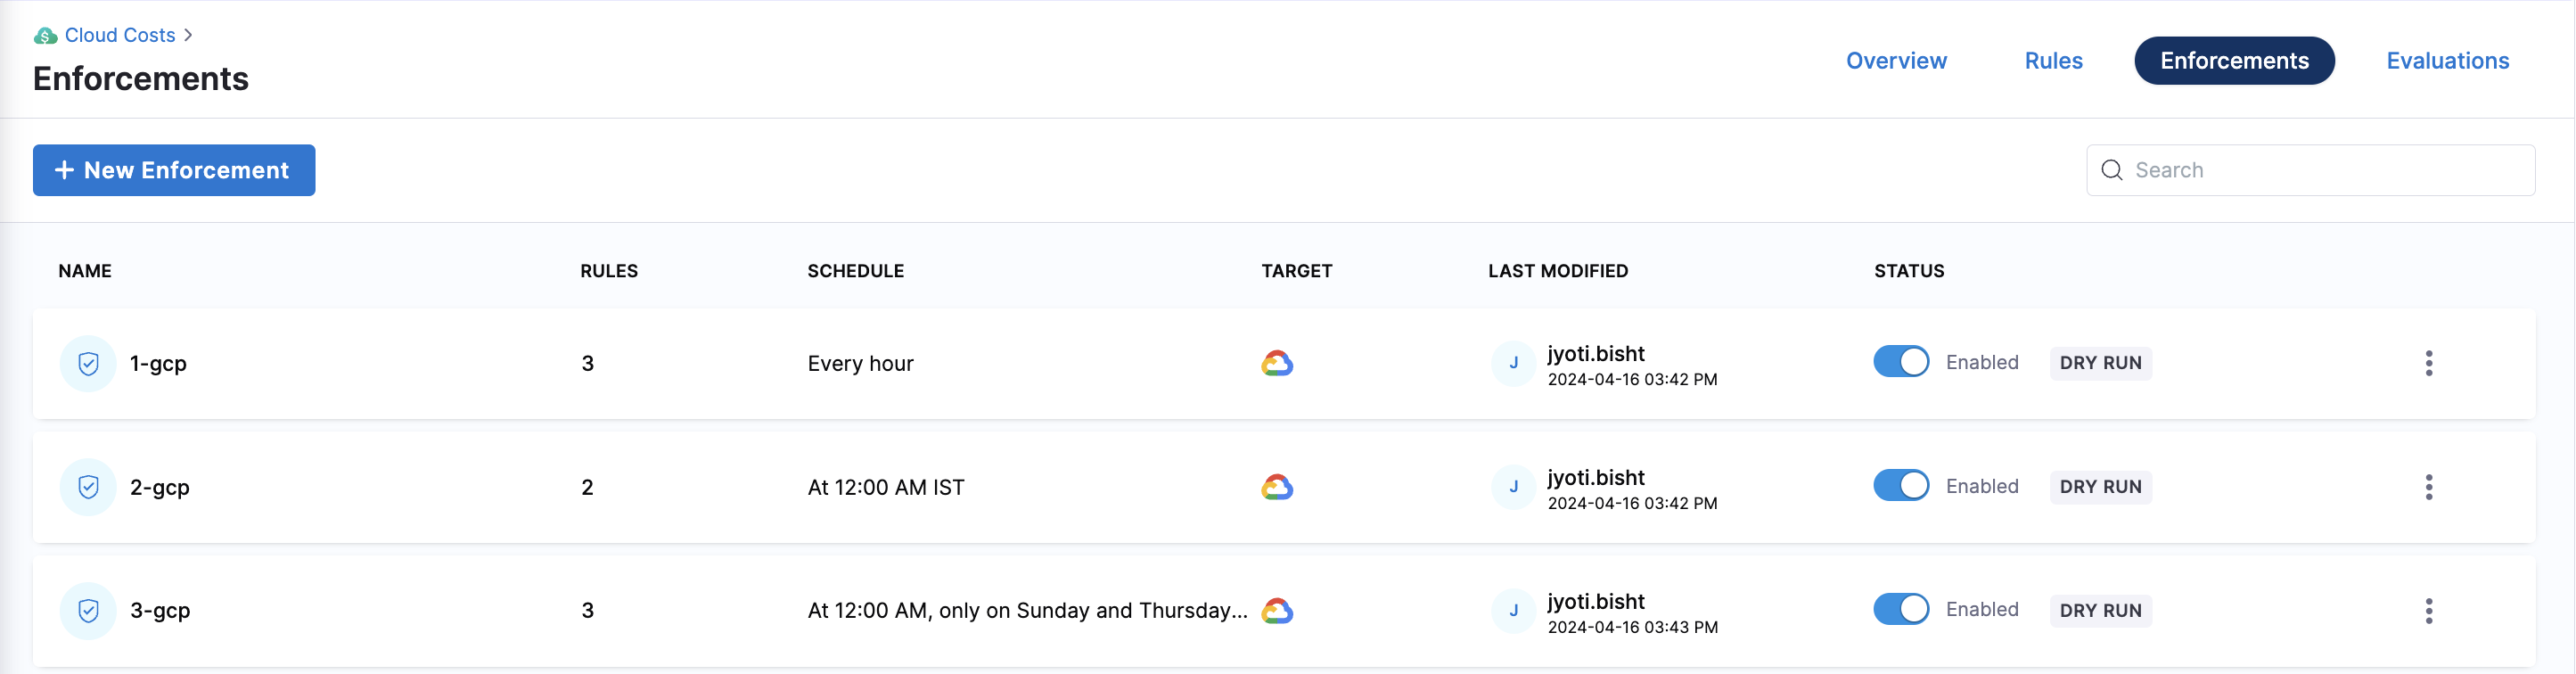 Cloud Costs >
Enforcements
Overview Rules Enforcements Evaluations
+ New Enforcement
Search
NAME RULES SCHEDULE TARGET LAST MODIFIED STATUS
1-gcp 3 Every hour J jyoti.bisht Enabled DRY RUN
2024-04-16 03:42 PM
2-gcp 2 At 12:00 AM IST J jyoti.bisht Enabled DRY RUN
2024-04-16 03:42 PM
3-gcp 3 At 12:00 AM, only on Sunday and Thursday... J jyoti.bisht Enabled DRY RUN
2024-04-16 03:43 PM